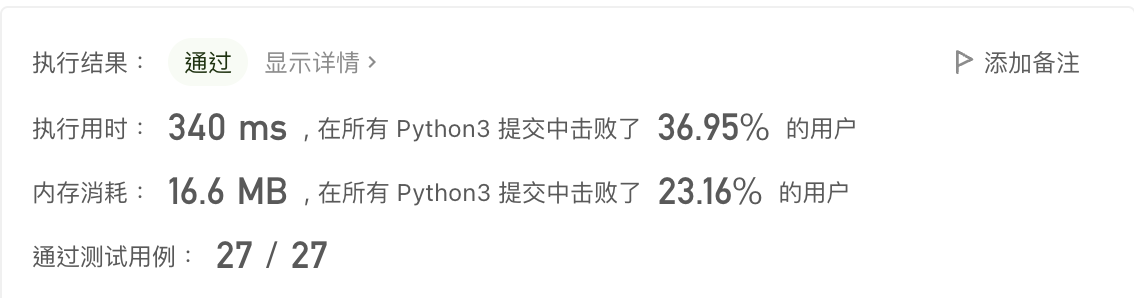 执行结果： 通过 显示详情 > 添加备注
执行用时： 340 ms , 在所有 Python3 提交中击败了 36.95% 的用户
内存消耗： 16.6 MB , 在所有 Python3 提交中击败了 23.16% 的用户
通过测试用例： 27 / 27